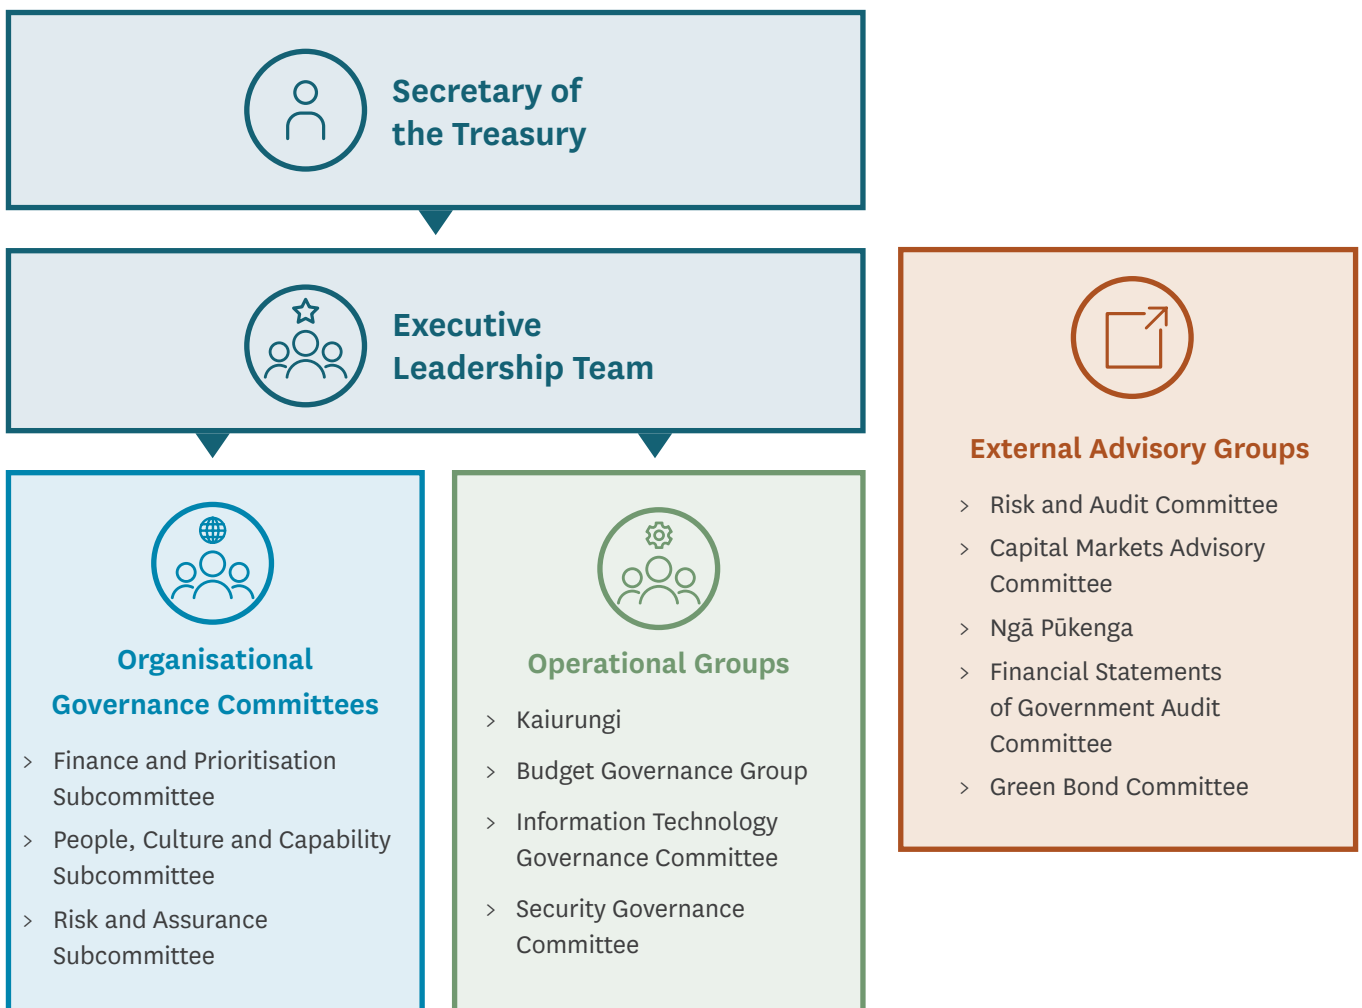 Secretary of
the Treasury
Executive
Leadership Team
Organisational
Governance Committees
> Finance and Prioritisation
Subcommittee
> People, Culture and Capability
Subcommittee
> Risk and Assurance
Subcommittee
Operational Groups
> Kaiurungi
> Budget Governance Group
> Information Technology
Governance Committee
> Security Governance
Committee
External Advisory Groups
> Risk and Audit Committee
> Capital Markets Advisory
Committee
> Ngā Pūkenga
> Financial Statements
of Government Audit
Committee
> Green Bond Committee